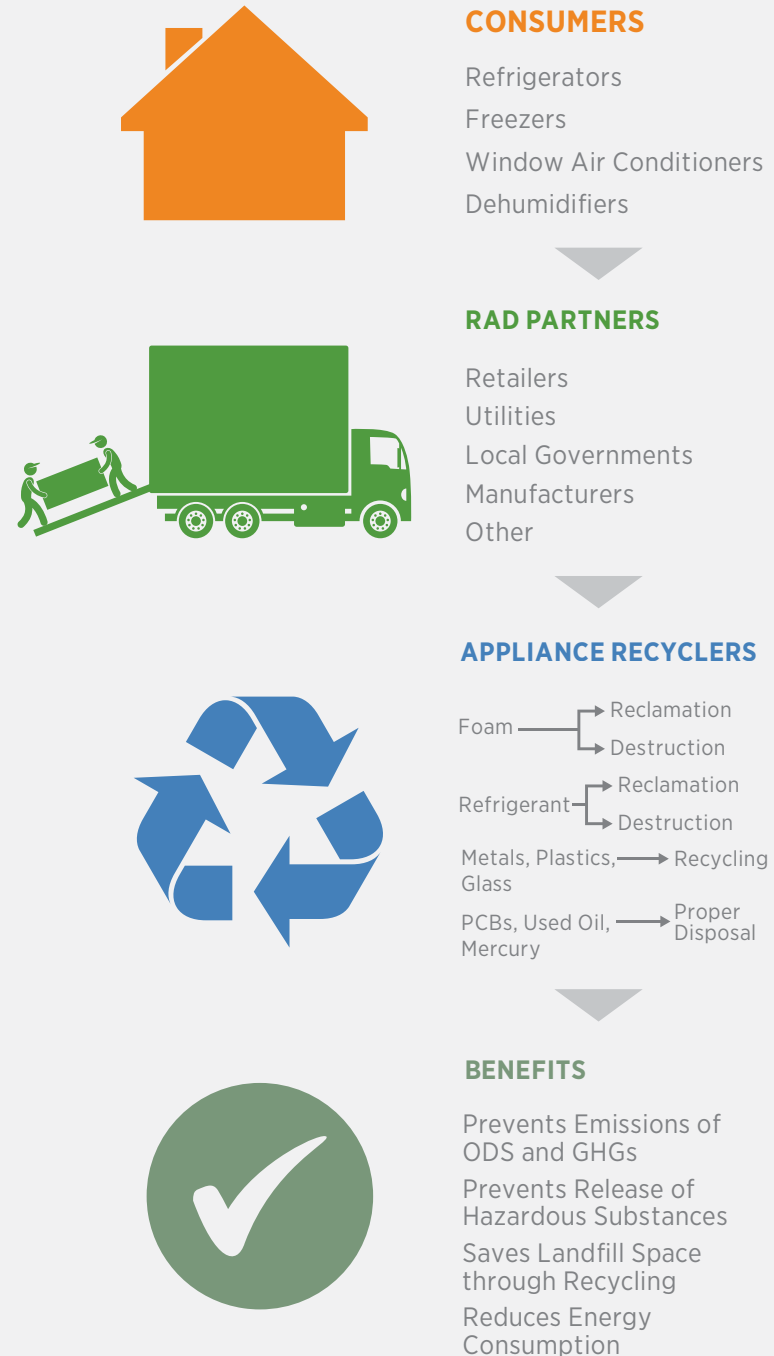 CONSUMERS
Refrigerators
Freezers
Window Air Conditioners
Dehumidifiers
RAD PARTNERS
Retailers
Utilities
Local Governments
Manufacturers
Other
APPLIANCE RECYCLERS
Foam
Reclamation
Destruction
Refrigerant
Reclamation
Destruction
Metals, Plastics,
Glass
Recycling
PCBs, Used Oil,
Mercury
Proper
Disposal
BENEFITS
Prevents Emissions of
ODS and GHGs
Prevents Release of
Hazardous Substances
Saves Landfill Space
through Recycling
Reduces Energy
Consumption